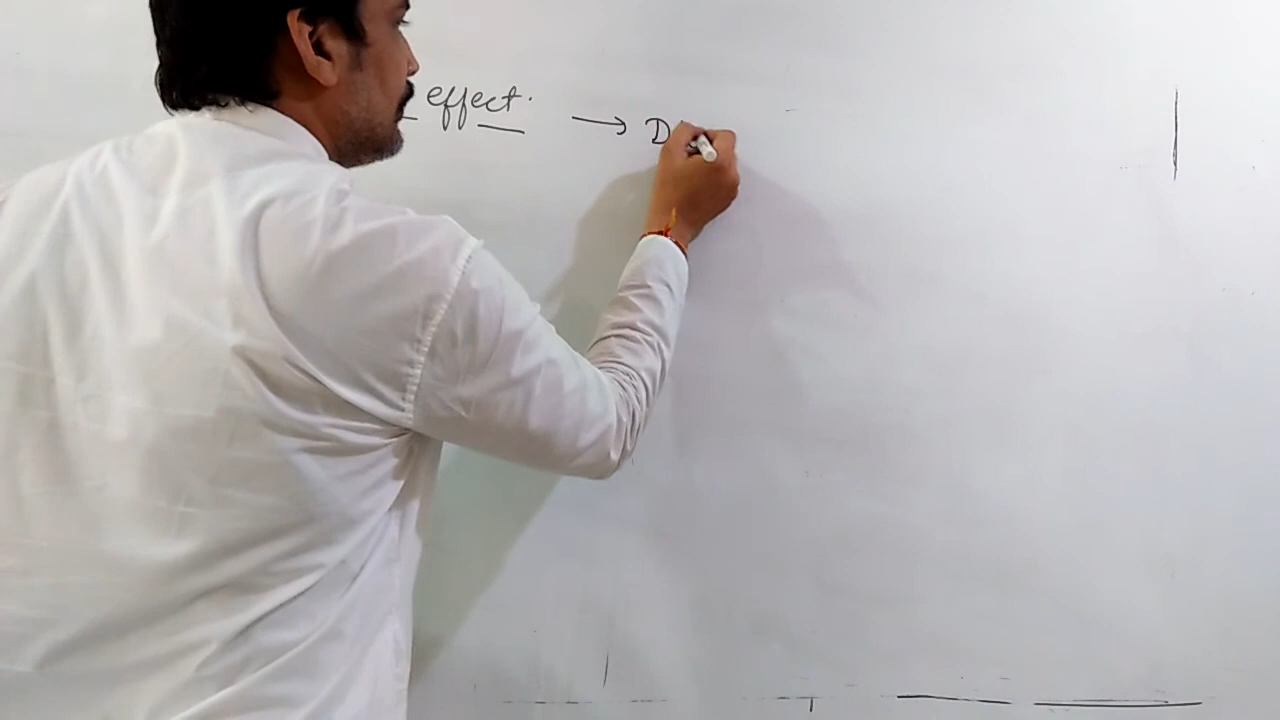 effect. → D